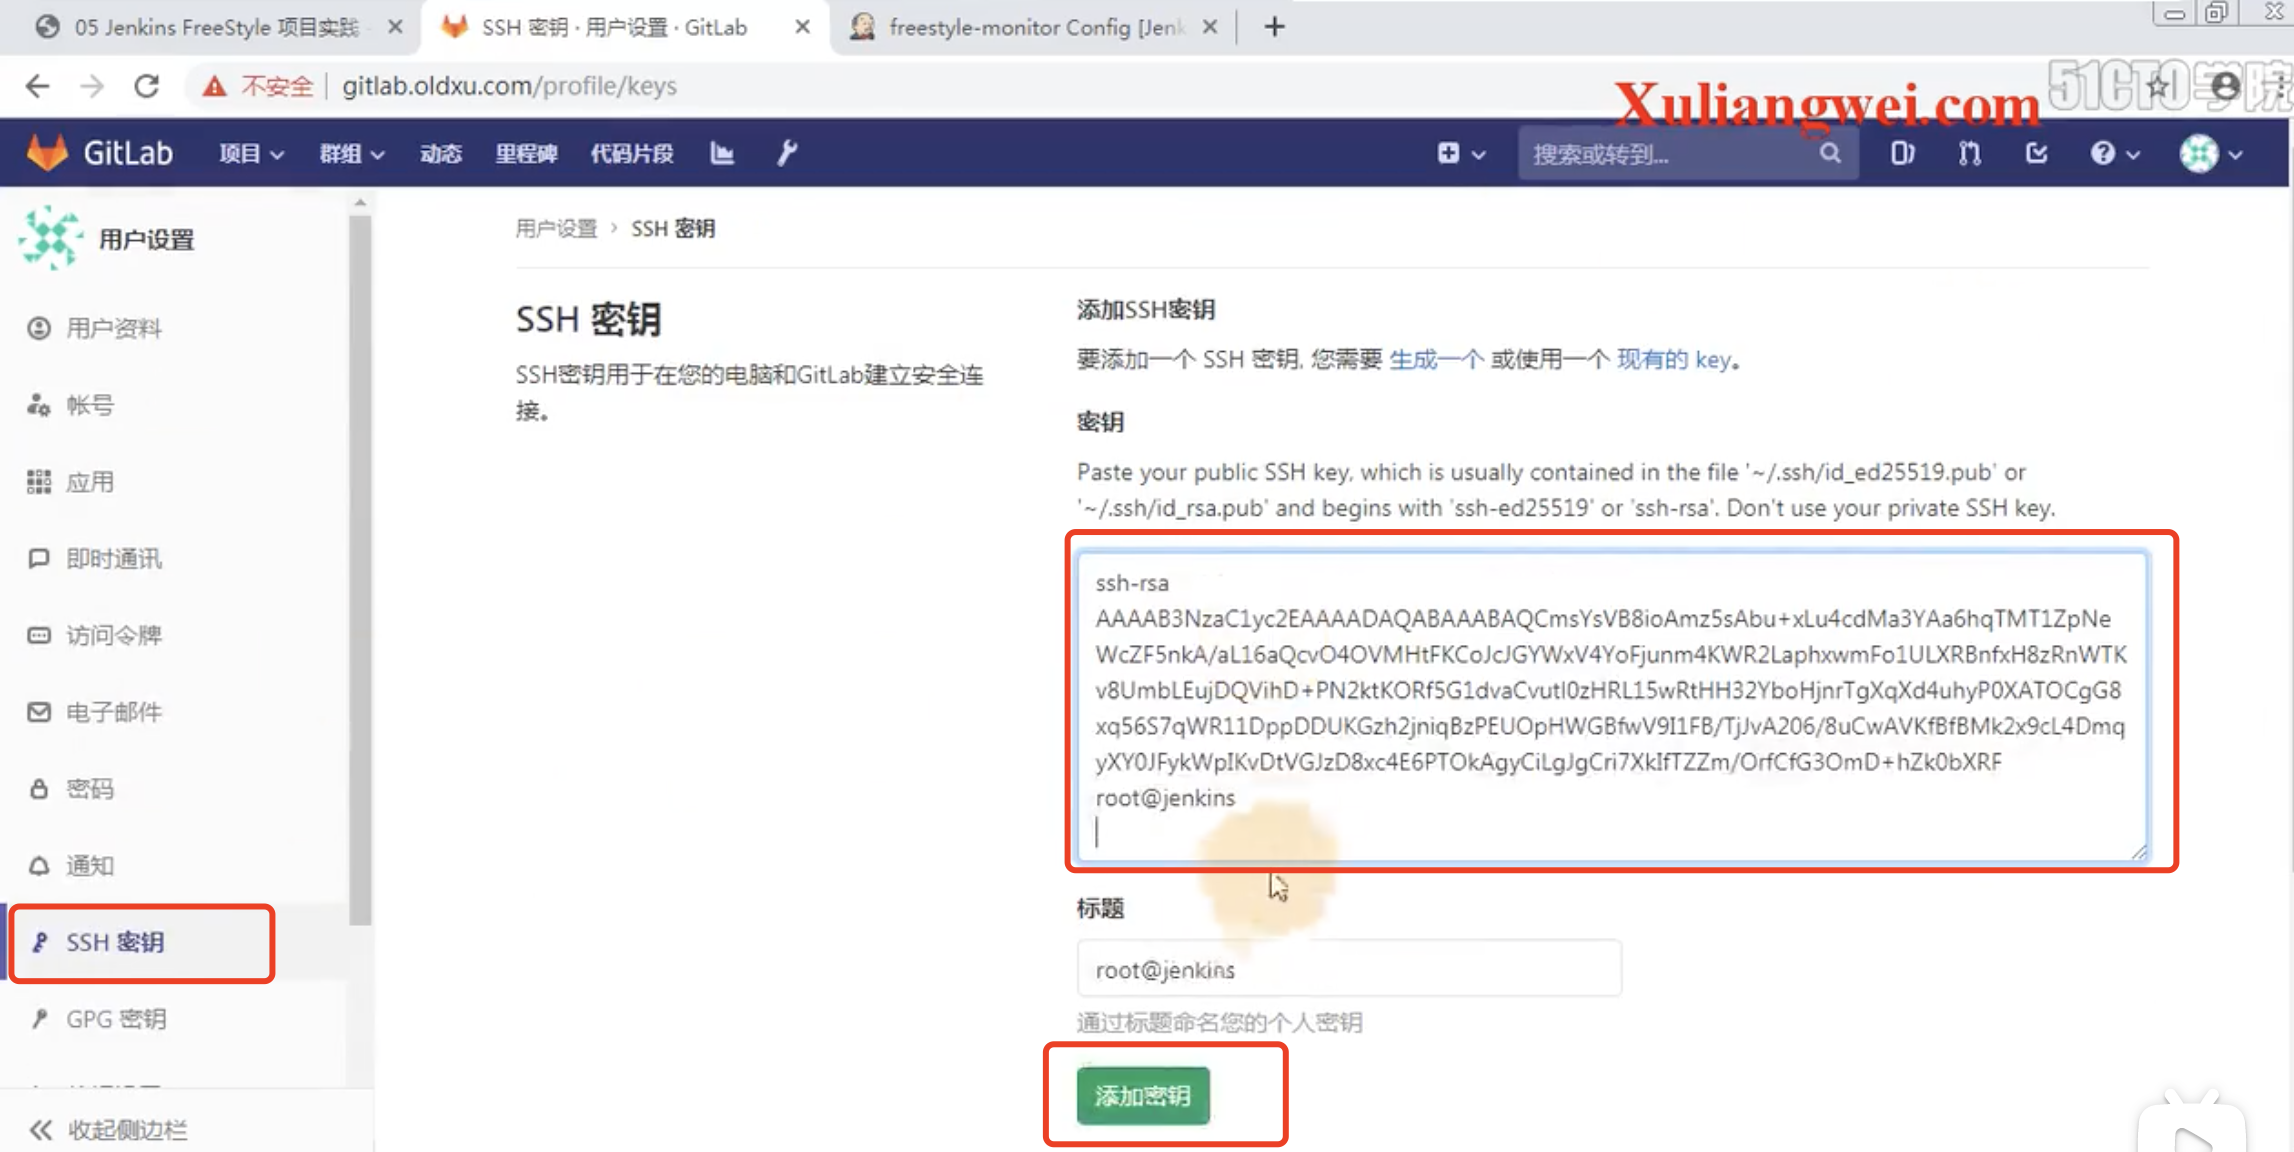 05 Jenkins FreeStyle 项目实践
SSH 密钥 · 用户设置 · GitLab
freestyle-monitor Config [Jenk
不安全
gitlab.oldxu.com/profile/keys
Xuliangwei.com
51CTO学院
GitLab
项目
群组
动态
里程碑
代码片段
搜索或转到...
用户设置
用户资料
帐号
应用
即时通讯
访问令牌
电子邮件
密码
通知
SSH 密钥
GPG 密钥
收起侧边栏
用户设置 › SSH 密钥
SSH 密钥
SSH密钥用于在您的电脑和GitLab建立安全连
接。
添加SSH密钥
要添加一个 SSH 密钥, 您需要 生成一个 或使用一个 现有的 key。
密钥
Paste your public SSH key, which is usually contained in the file '~/.ssh/id_ed25519.pub' or
'~/.ssh/id_rsa.pub' and begins with 'ssh-ed25519' or 'ssh-rsa'. Don't use your private SSH key.
ssh-rsa
AAAAB3NzaC1yc2EAAAADAQABAAABAQCmsYsVB8ioAmz5sAbu+xLu4cdMa3YAa6hqTMT1ZpNe
WcZF5nkA/aL16aQcvO4OVMHtFKCoJcJGYWxV4YoFjunm4KWR2LaphxwmFo1ULXRBnfxH8zRnWTK
v8UmbLEujDQVihD+PN2ktKORf5G1dvaCvutI0zHRL15wRtHH32YboHjnrTgXqXd4uhyP0XATOCgG8
xq56S7qWR11DppDDUKGzh2jniqBzPEUOpHWGBfwV9I1FB/TjJvA206/8uCwAVKfBfBMk2x9cL4Dmq
yXY0JFykWpIKvDtVGJzD8xc4E6PTOkAgyCiLgJgCri7XkIfTZZm/OrfCfG3OmD+hZk0bXRF
root@jenkins
标题
root@jenkins
通过标题命名您的个人密钥
添加密钥